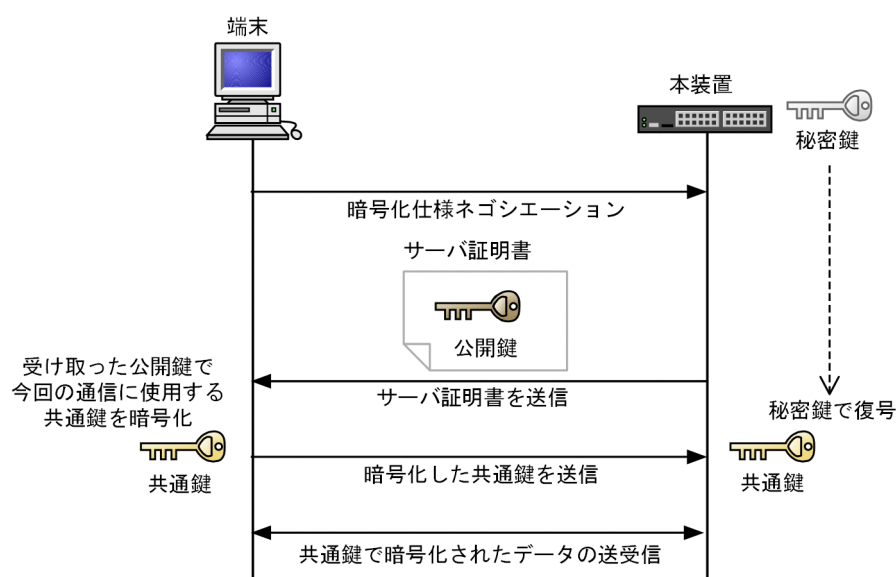 端末
本装置
秘密鍵
暗号化仕様ネゴシエーション
サーバ証明書
公開鍵
受け取った公開鍵で
今回の通信に使用する
共通鍵を暗号化
サーバ証明書を送信
秘密鍵で復号
共通鍵
暗号化した共通鍵を送信
共通鍵
共通鍵で暗号化されたデータの送受信